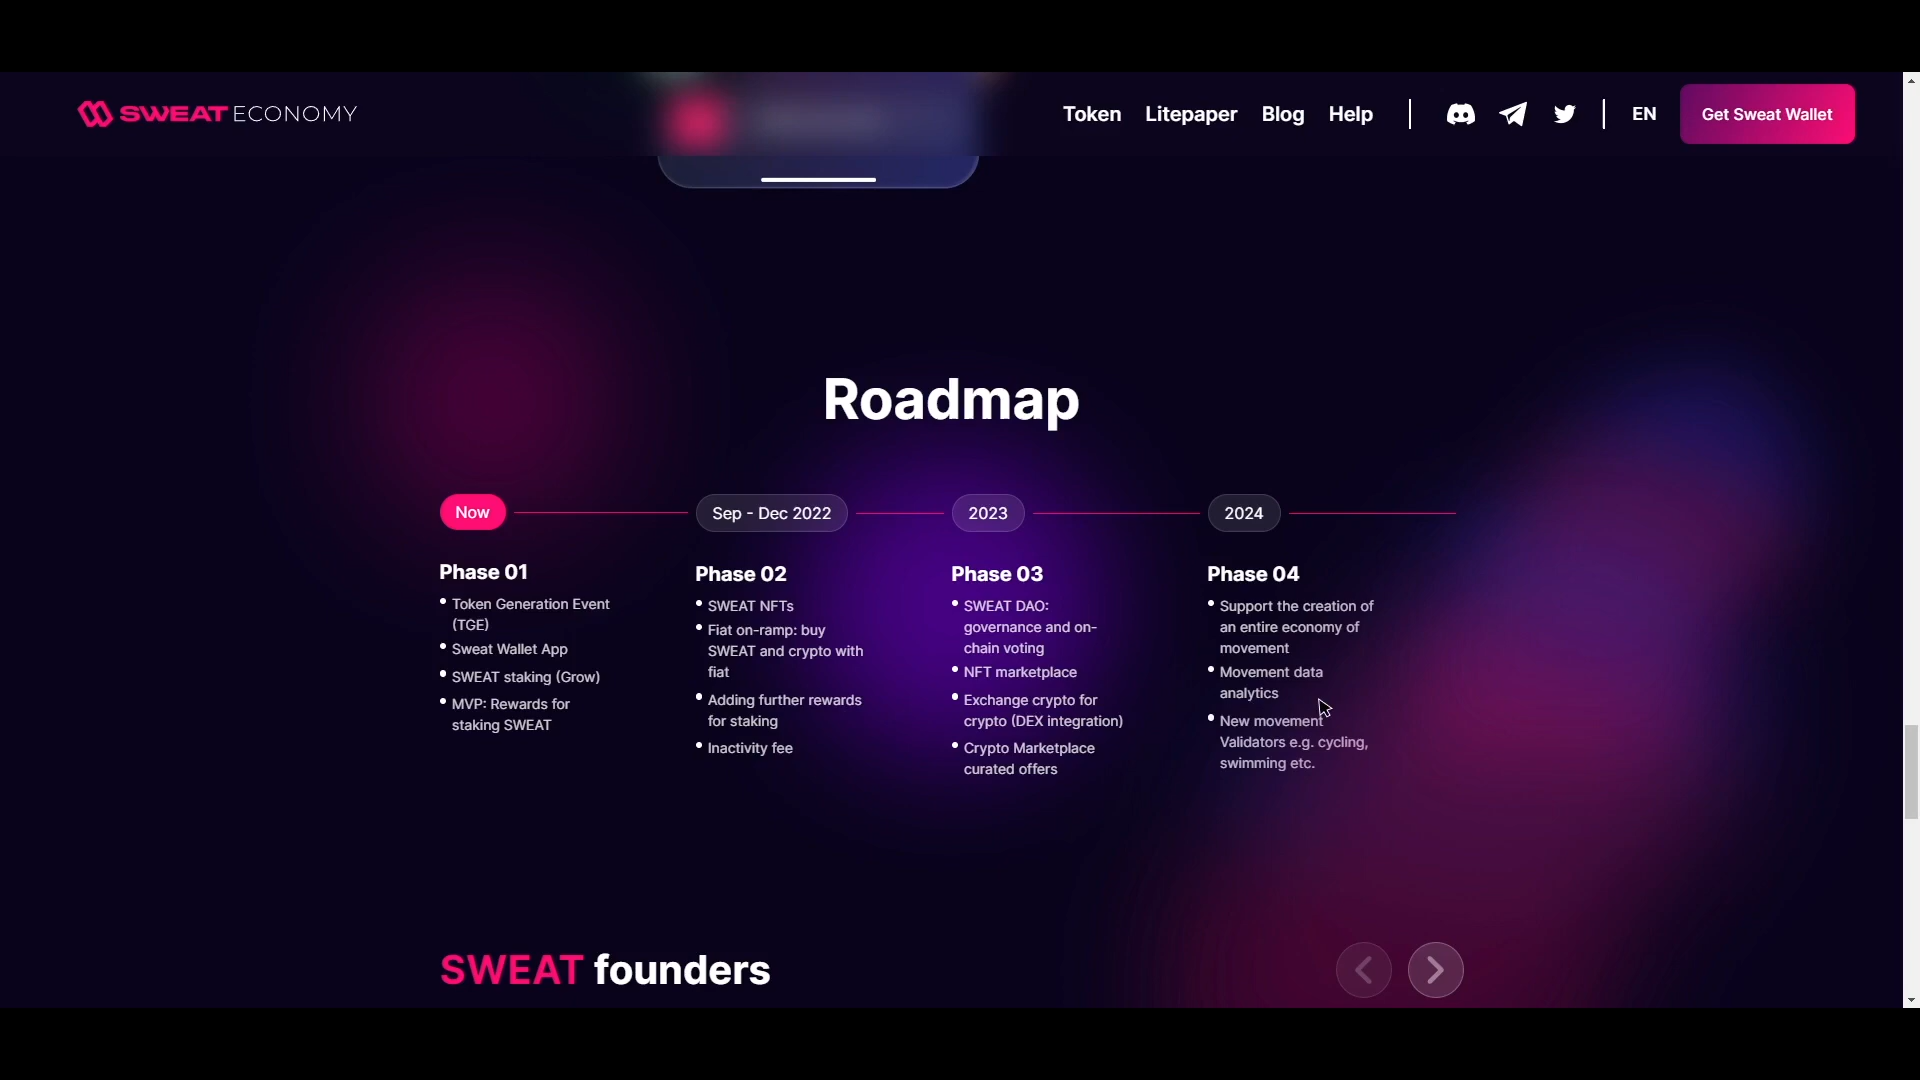 SWEAT ECONOMY
Token Litepaper Blog Help EN Get Sweat Wallet
Roadmap
Now
Sep - Dec 2022
2023
2024
Phase 01
Token Generation Event
(TGE)
Sweat Wallet App
SWEAT staking (Grow)
MVP: Rewards for
staking SWEAT
Phase 02
SWEAT NFTs
Fiat on-ramp: buy
SWEAT and crypto with
fiat
Adding further rewards
for staking
Inactivity fee
Phase 03
SWEAT DAO:
governance and on-
chain voting
NFT marketplace
Exchange crypto for
crypto (DEX integration)
Crypto Marketplace
curated offers
Phase 04
Support the creation of
an entire economy of
movement
Movement data
analytics
New movement
Validators e.g. cycling,
swimming etc.
SWEAT founders